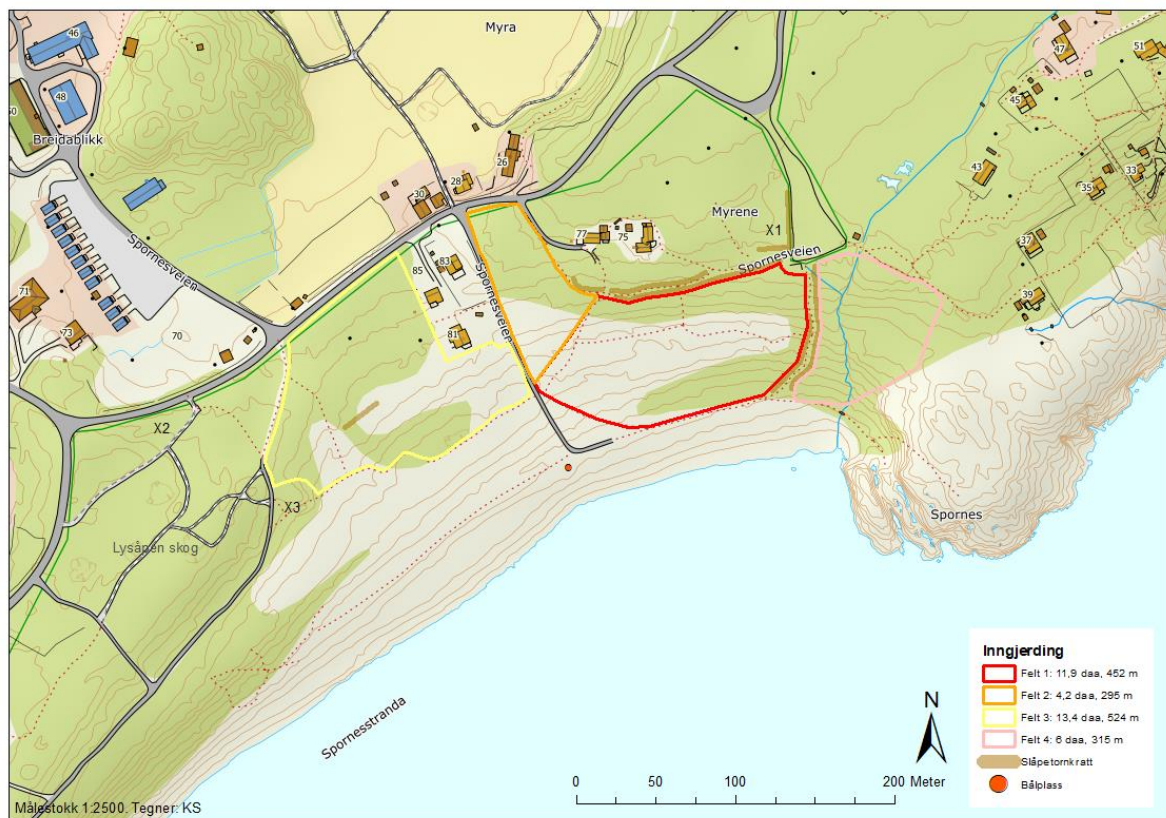 Myra
46
48
Breidablikk
26
28
30
Spornesveien
77
75
Myrene
X1
Spornesveien
47
51
45
43
35
33
37
39
85
83
81
Spornesveien
71
73
70
X2
X3
Lysåpen skog
Spornes
Spornesstranda
N
0 50 100 200 Meter
Målestokk 1:2500. Tegner: KS
Inngjerding
Felt 1: 11,9 daa, 452 m
Felt 2: 4,2 daa, 295 m
Felt 3: 13,4 daa, 524 m
Felt 4: 6 daa, 315 m
Slåpetornkratt
Bålplass